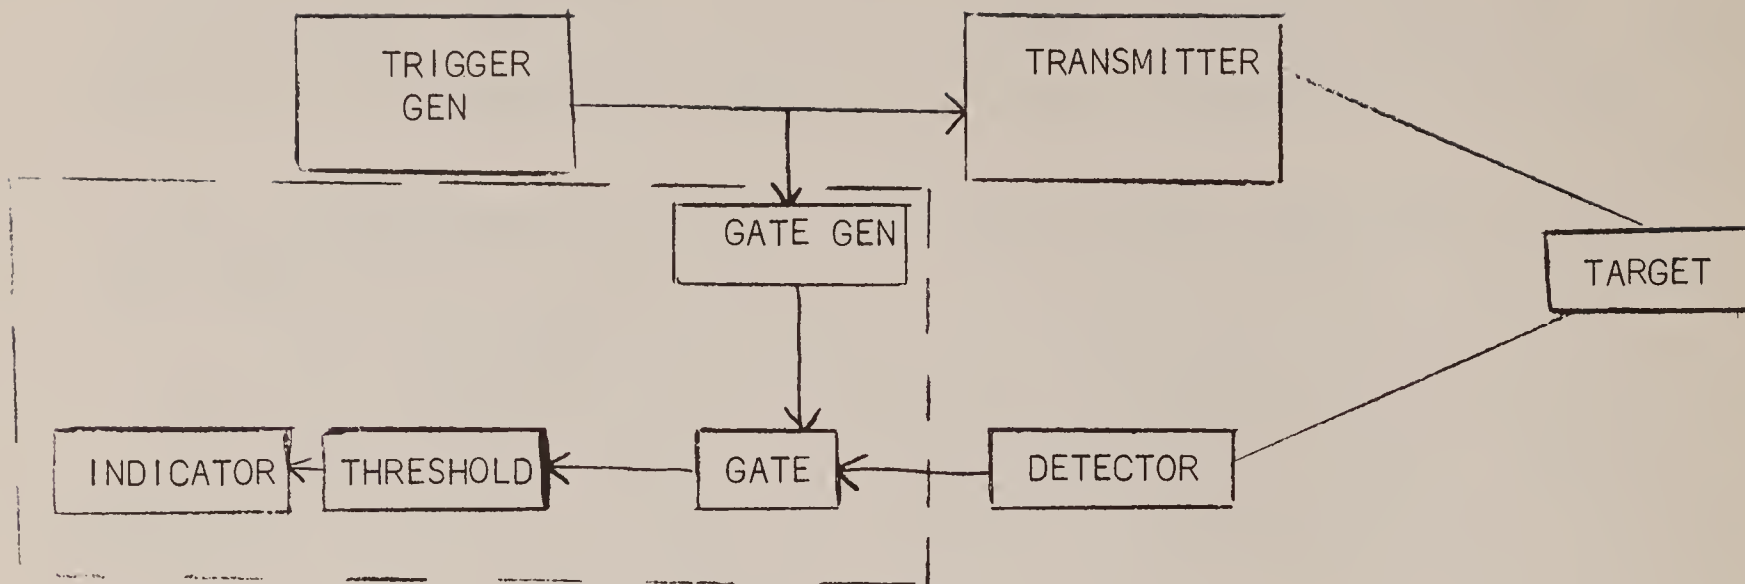 TRIGGER
GEN
TRANSMITTER
GATE GEN
TARGET
INDICATOR
THRESHOLD
GATE
DETECTOR